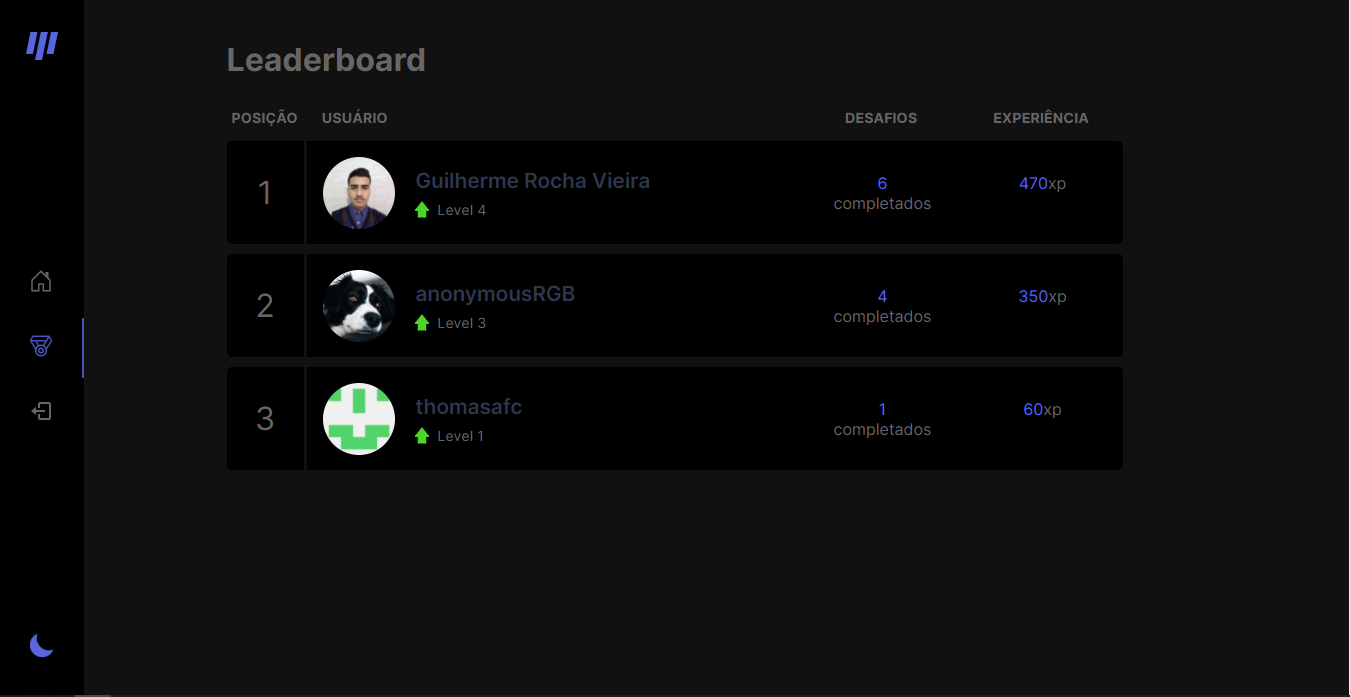 Leaderboard
POSIÇÃO USUÁRIO DESAFIOS EXPERIÊNCIA
1 Guilherme Rocha Vieira 6 470xp
Level 4 completados
2 anonymousRGB 4 350xp
Level 3 completados
3 thomasafc 1 60xp
Level 1 completados